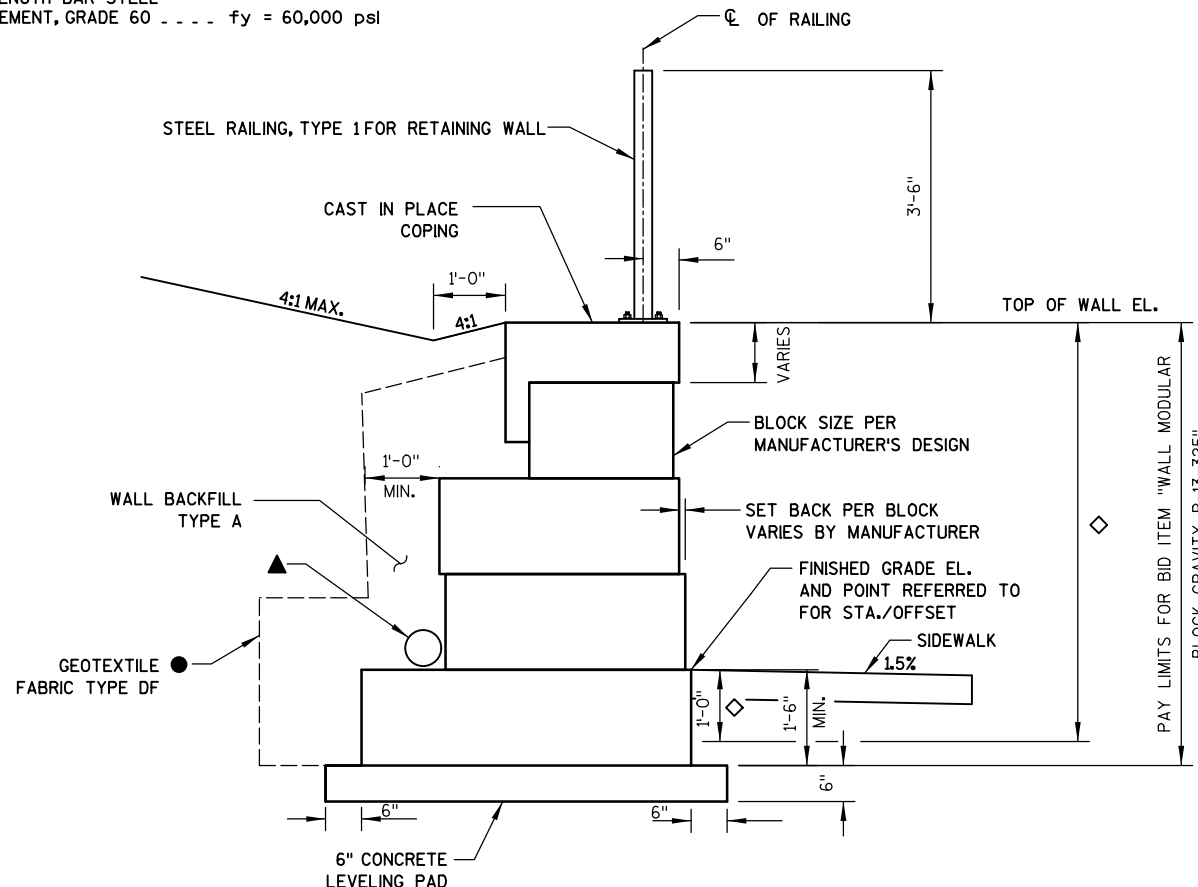 EMENT, GRADE 60 . . . . fy = 60,000 psi
℄ OF RAILING
STEEL RAILING, TYPE 1 FOR RETAINING WALL
3'-6"
CAST IN PLACE
COPING
6"
1'-0"
4:1 MAX.
4:1
TOP OF WALL EL.
VARIES
BLOCK SIZE PER
MANUFACTURER'S DESIGN
1'-0"
MIN.
WALL BACKFILL
TYPE A
SET BACK PER BLOCK
VARIES BY MANUFACTURER
FINISHED GRADE EL.
AND POINT REFERRED TO
FOR STA./OFFSET
SIDEWALK
1.5%
GEOTEXTILE
FABRIC TYPE DF
1'-0"
1'-6"
MIN.
PAY LIMITS FOR BID ITEM "WALL MODULAR
BLOCK GRAVITY R-13-325"
6"
6"
6"
6" CONCRETE
LEVELING PAD